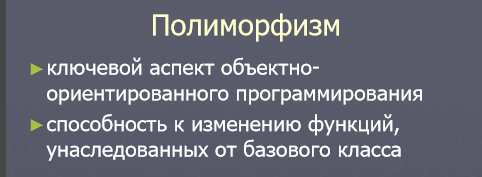 Полиморфизм
►ключевой аспект объектно-
ориентированного программирования
►способность к изменению функций,
унаследованных от базового класса